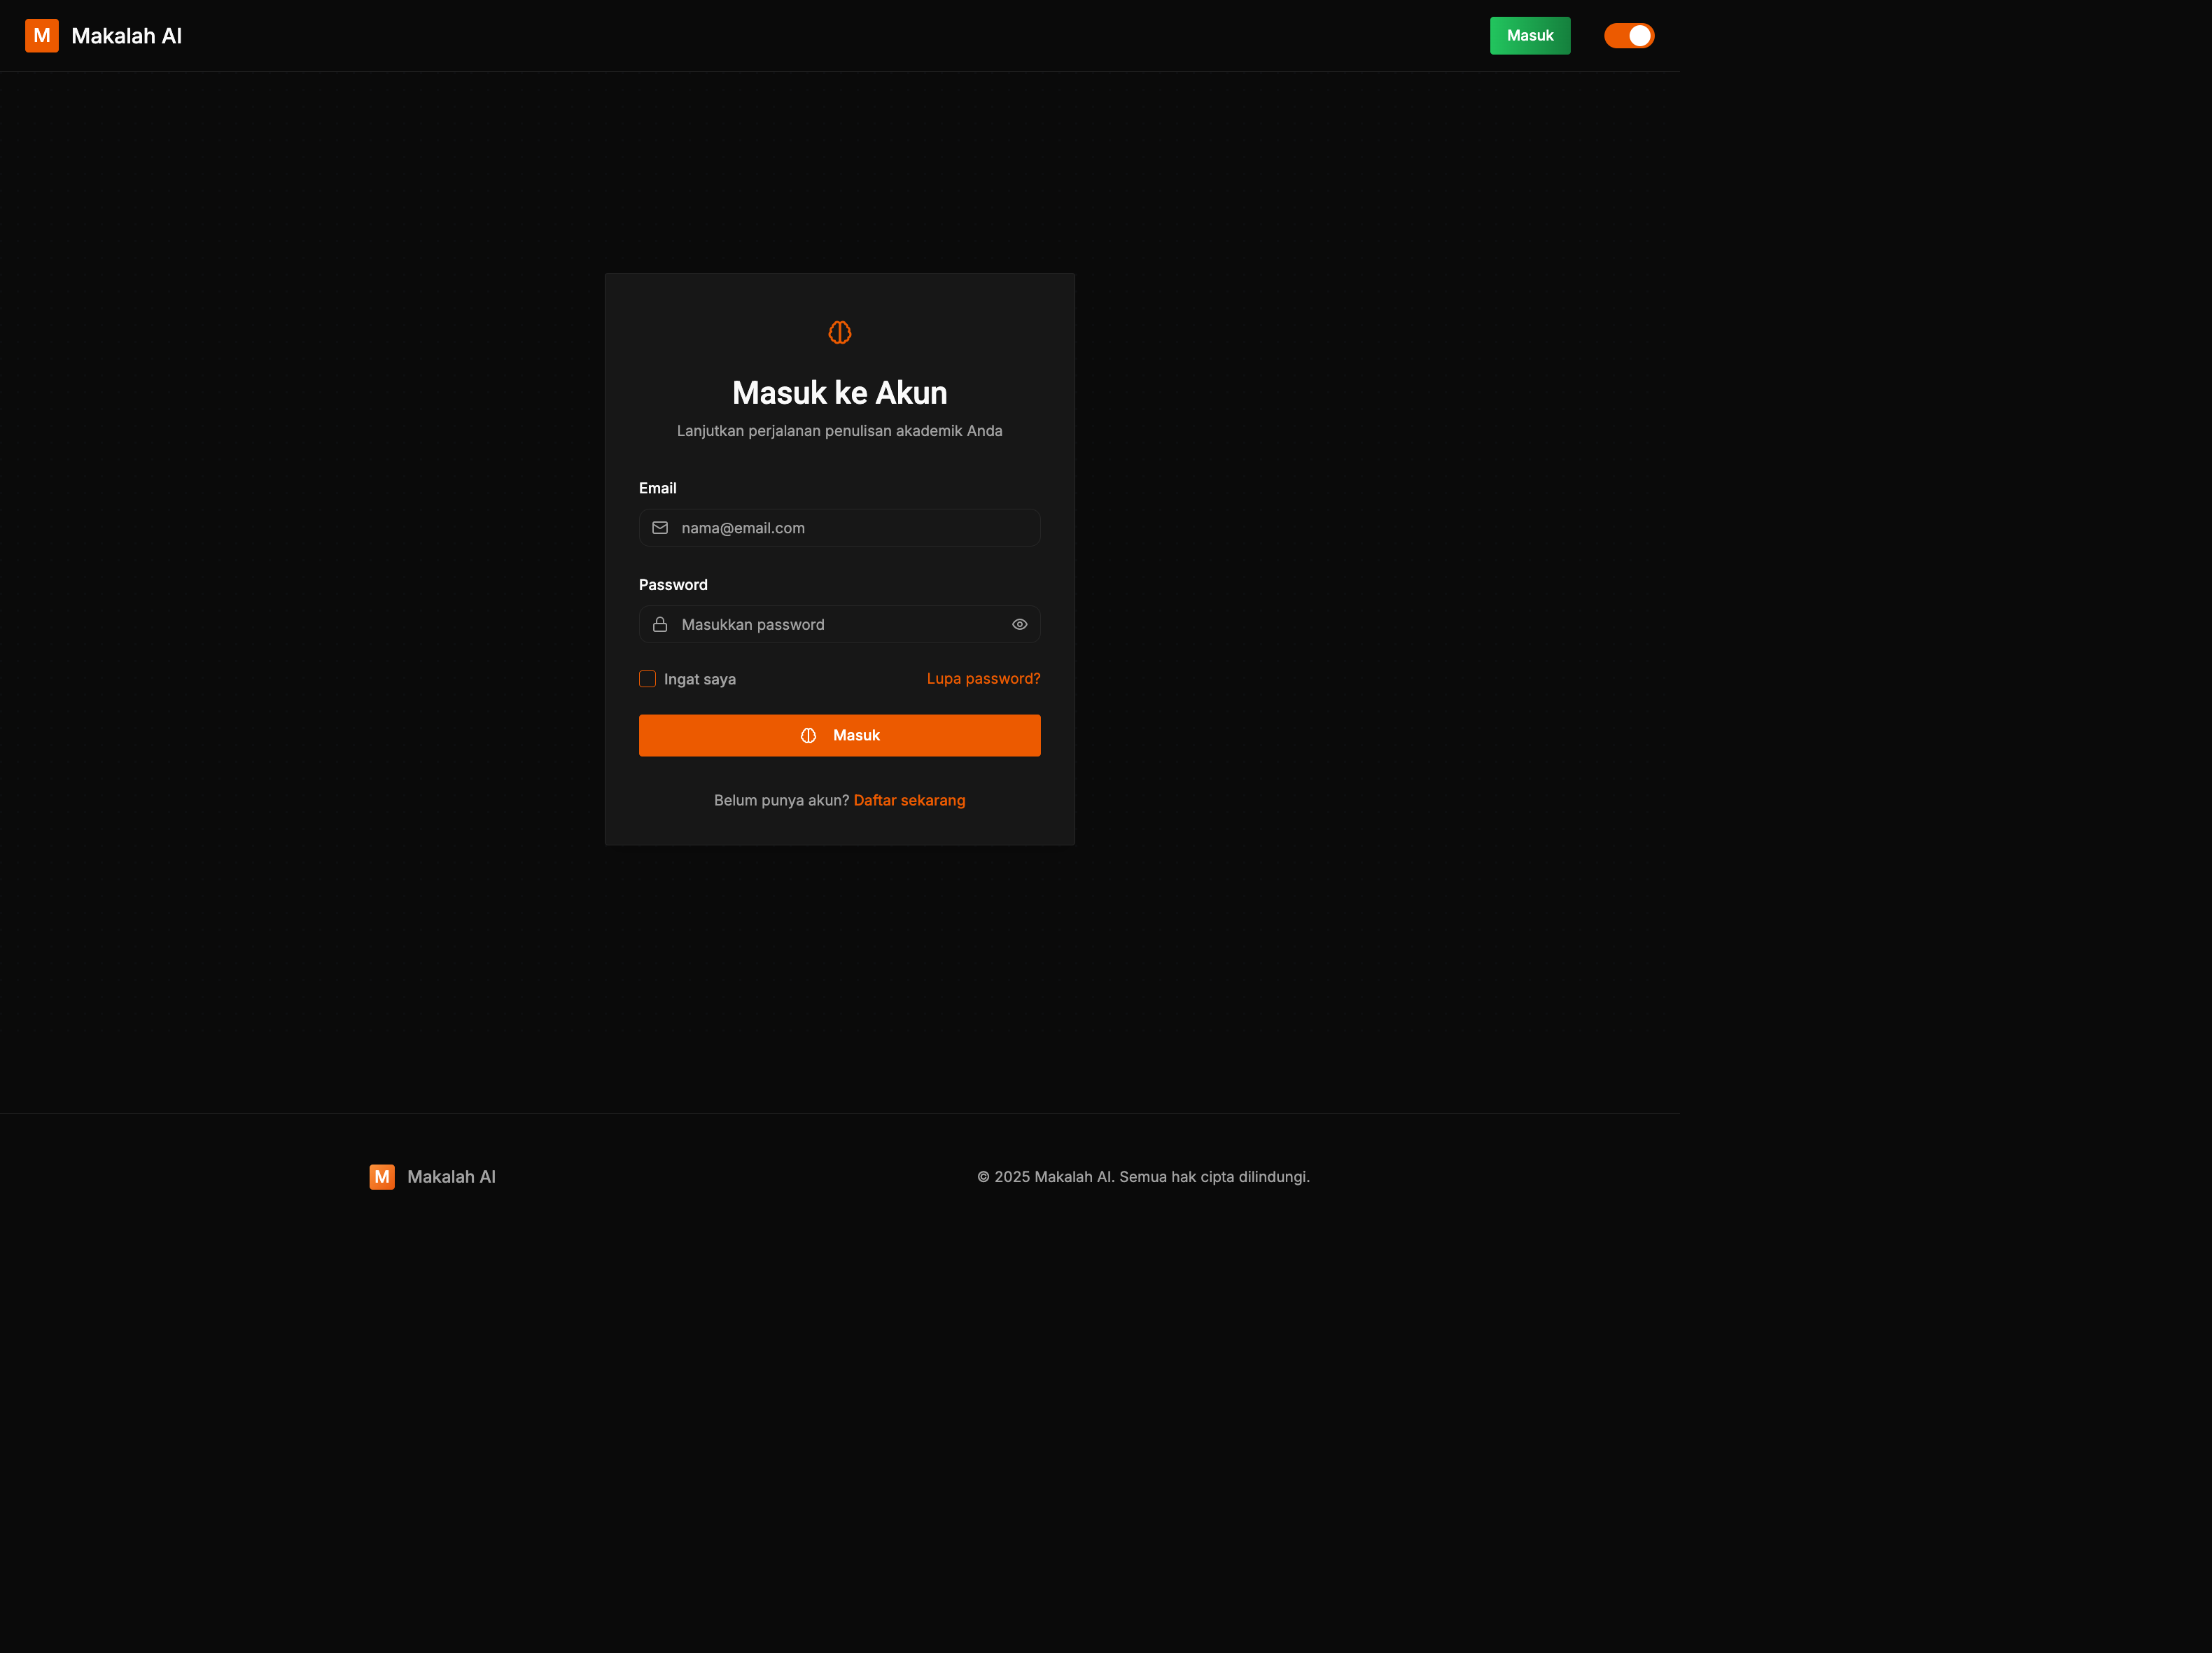 M Makalah AI
Masuk
Masuk ke Akun
Lanjutkan perjalanan penulisan akademik Anda
Email
nama@email.com
Password
Masukkan password
Ingat saya
Lupa password?
Masuk
Belum punya akun? Daftar sekarang
M Makalah AI
© 2025 Makalah AI. Semua hak cipta dilindungi.